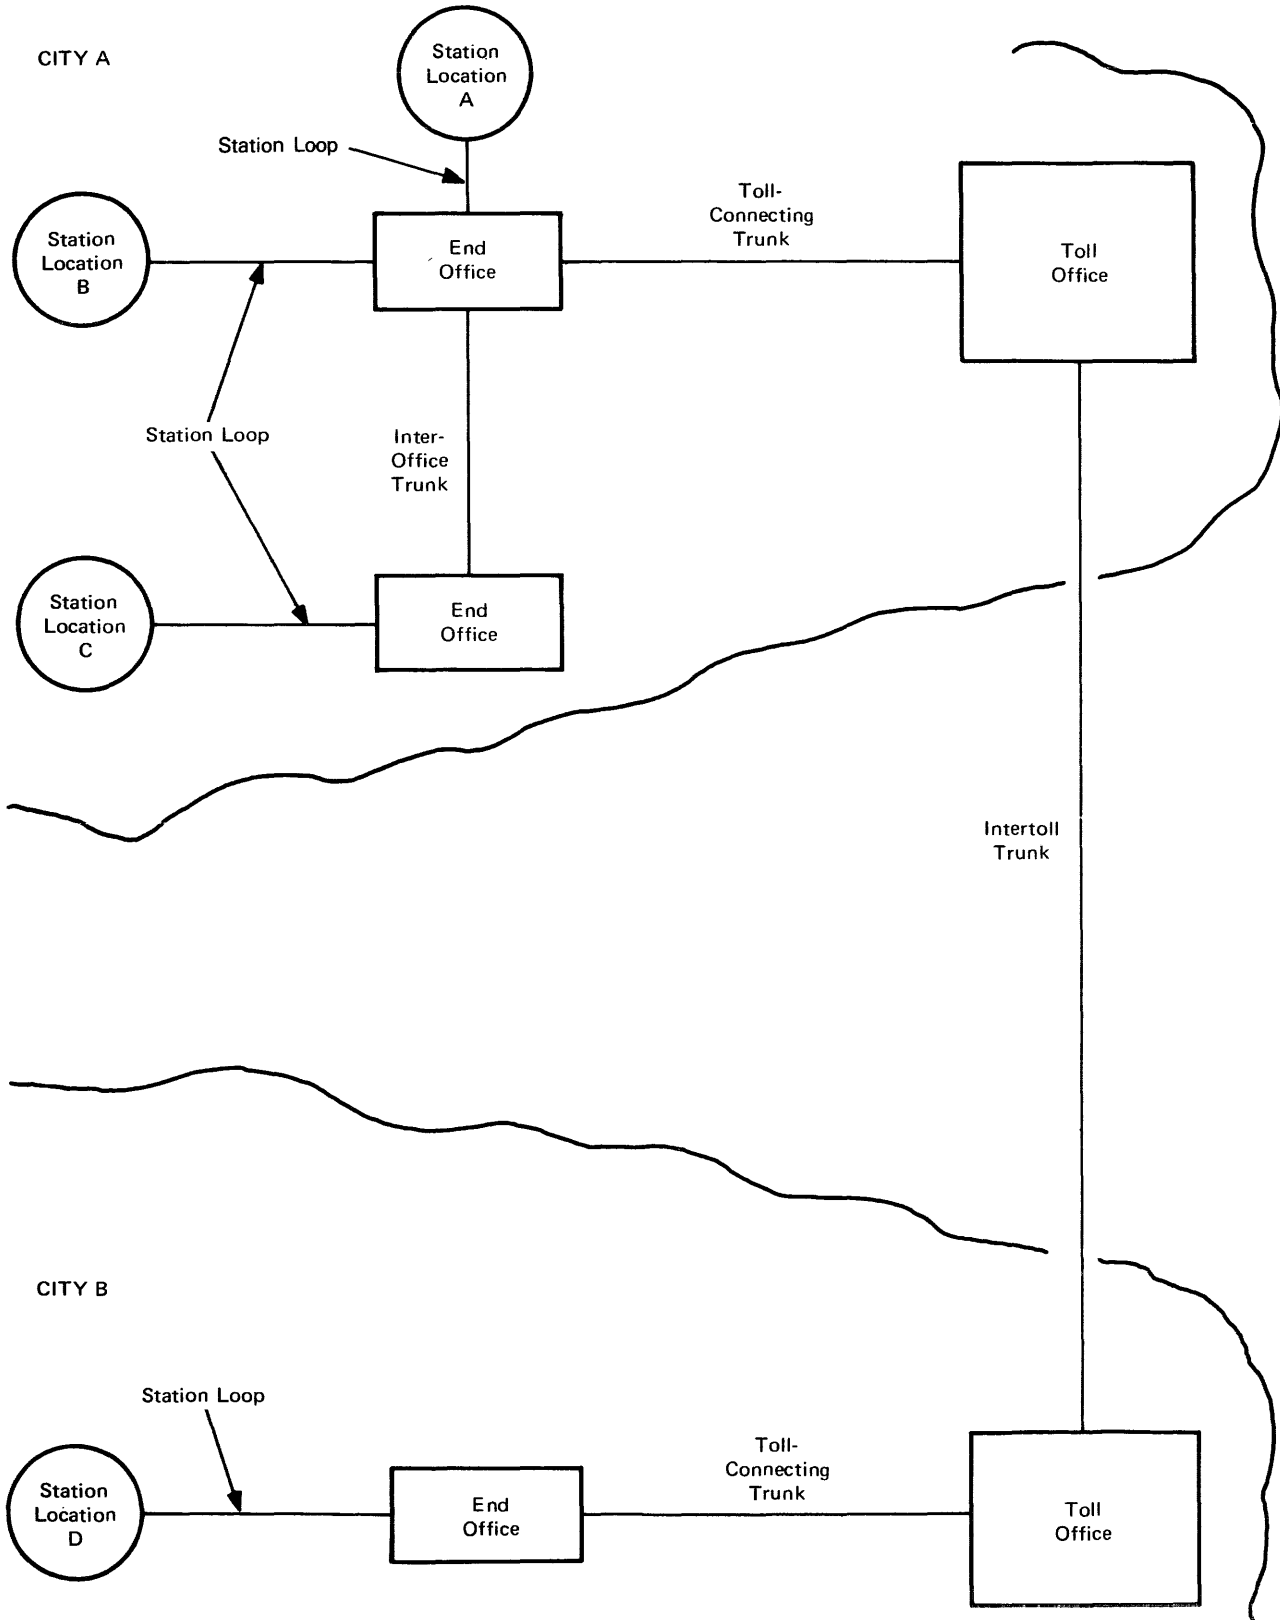 CITY A
Station
Location
A
Station Loop
Station
Location
B
End
Office
Toll-
Connecting
Trunk
Toll
Office
Station Loop
Inter-
Office
Trunk
Station
Location
C
End
Office
Intertoll
Trunk
CITY B
Station Loop
Station
Location
D
End
Office
Toll-
Connecting
Trunk
Toll
Office